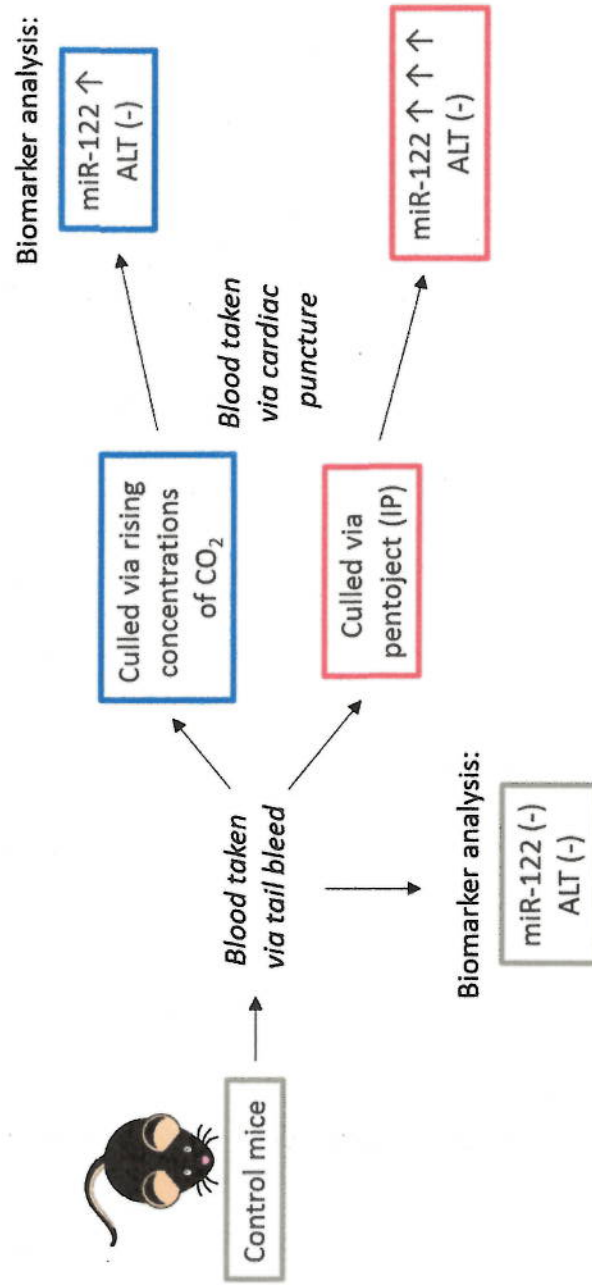 Control mice
Blood taken
via tail bleed
Biomarker analysis:
miR-122 (-)
ALT (-)
Culled via rising
concentrations
of CO₂
Culled via
pentoject (IP)
Blood taken
via cardiac
puncture
Biomarker analysis:
miR-122 ↑
ALT (-)
miR-122 ↑ ↑ ↑
ALT (-)